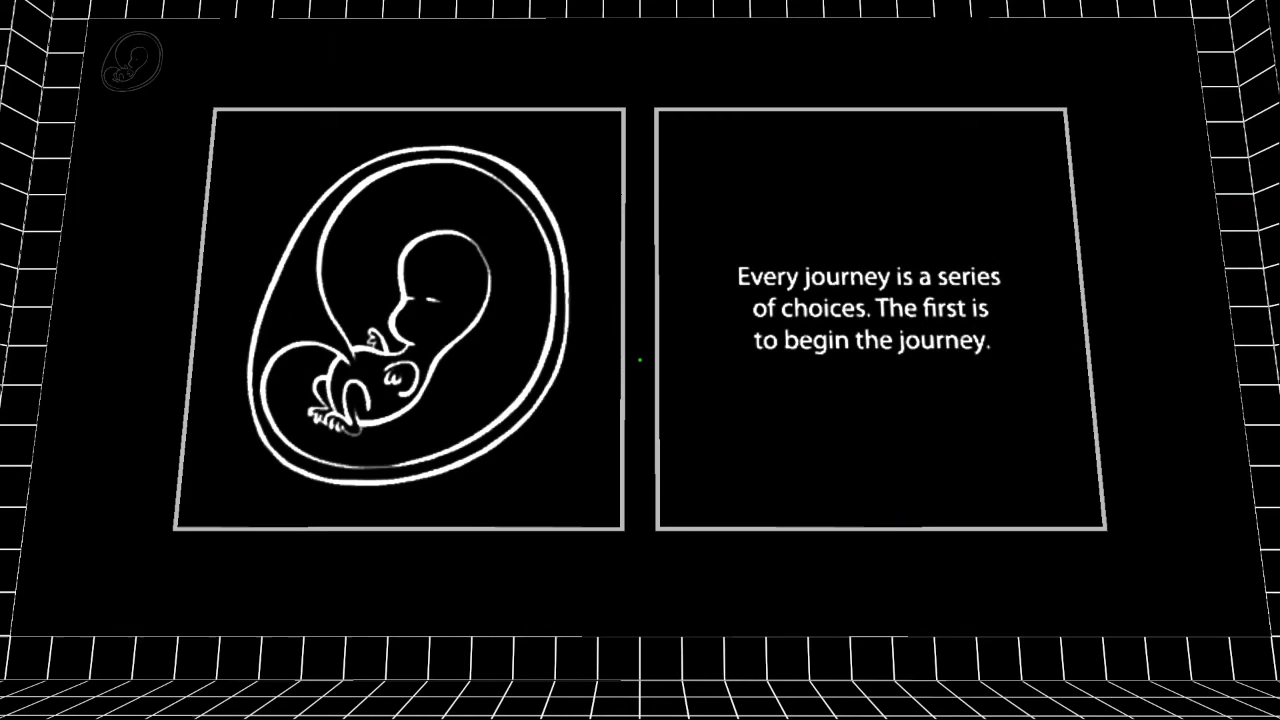 Every journey is a series
of choices. The first is
to begin the journey.